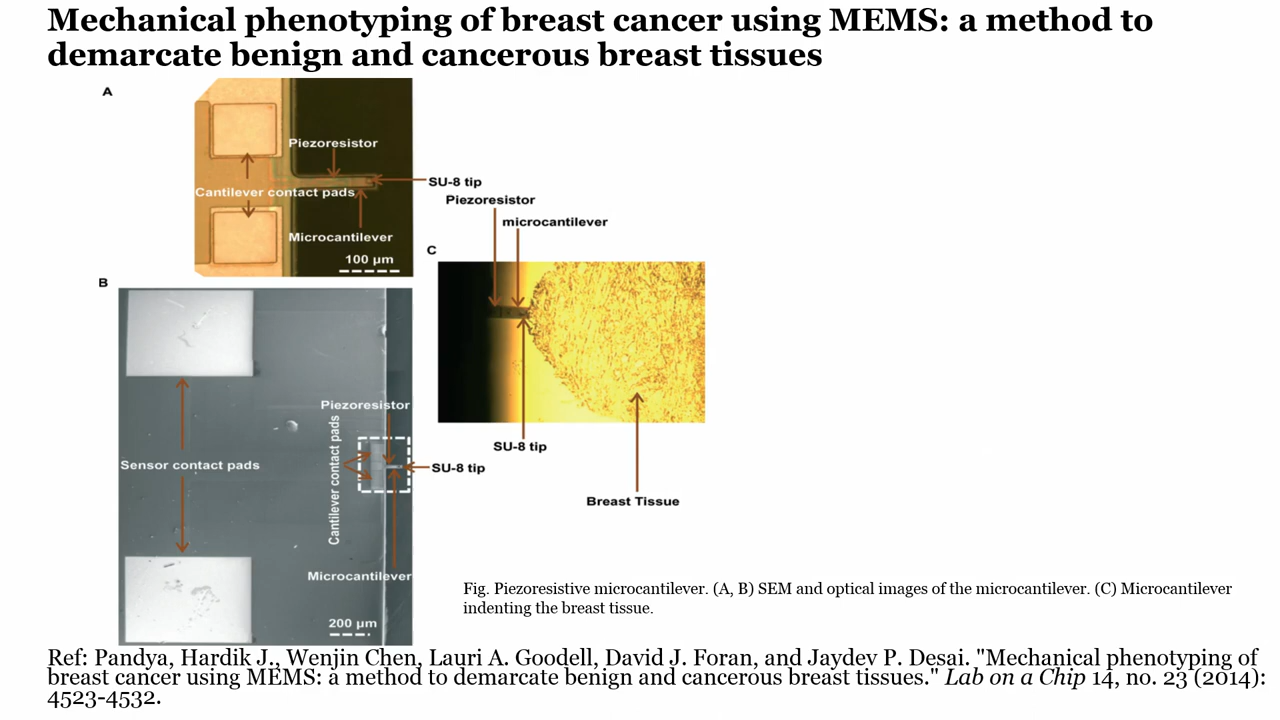 Mechanical phenotyping of breast cancer using MEMS: a method to
demarcate benign and cancerous breast tissues
A
Piezoresistor
Cantilever contact pads
SU-8 tip
Microcantilever
100 µm
B
Piezoresistor
Cantilever contact pads
Sensor contact pads
SU-8 tip
Microcantilever
200 µm
Piezoresistor
microcantilever
C
SU-8 tip
Breast Tissue
Fig. Piezoresistive microcantilever. (A, B) SEM and optical images of the microcantilever. (C) Microcantilever
indenting the breast tissue.
Ref: Pandya, Hardik J., Wenjin Chen, Lauri A. Goodell, David J. Foran, and Jaydev P. Desai. "Mechanical phenotyping of
breast cancer using MEMS: a method to demarcate benign and cancerous breast tissues." Lab on a Chip 14, no. 23 (2014):
4523-4532.